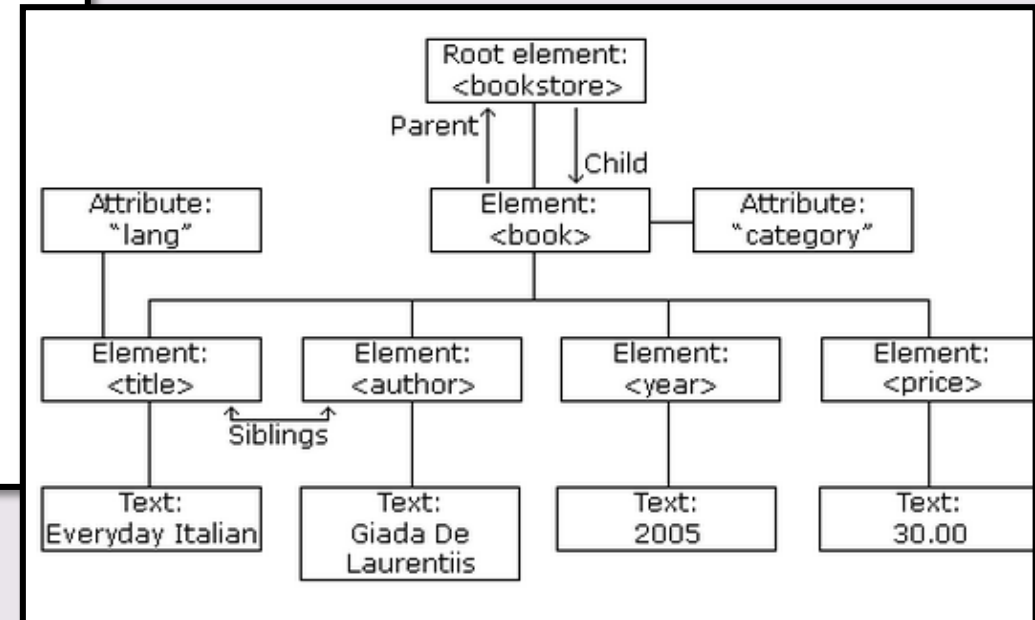 Root element:
<bookstore>
Parent
Child
Attribute:
“lang”
Element:
<book>
Attribute:
“category”
Element:
<title>
Element:
<author>
Element:
<year>
Element:
<price>
Siblings
Text:
Everyday Italian
Text:
Giada De
Laurentiis
Text:
2005
Text:
30.00